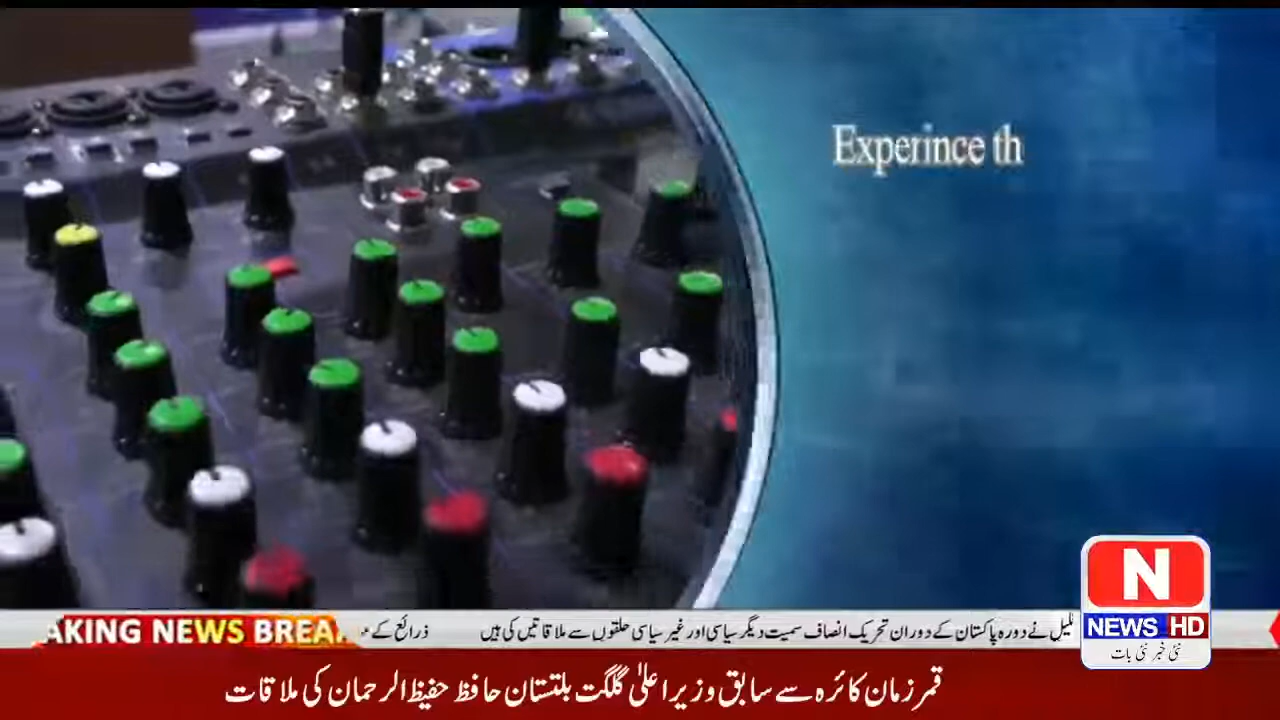 Experince th
N
NEWS HD
نئی خبر نئی بات
AKING NEWS BREA
لیل نے دورہ پاکستان کے دوران تحریک انصاف سمیت دیگر سیاسی اور غیر سیاسی حلقتوں سے ملاقاتیں کی ہیں
ذرائع کے
قمر زمان کائرہ سے سابق وزیر اعلیٰ گلگت بلتستان حافظ حفیظ الرحمان کی ملاقات